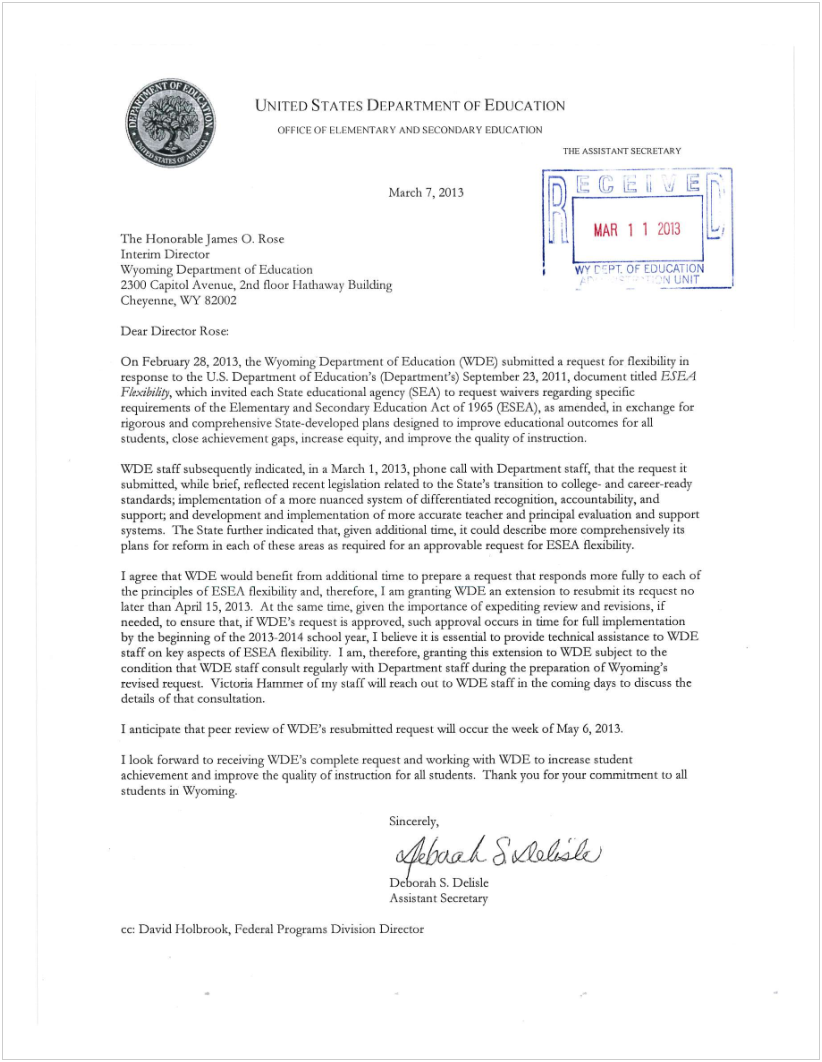 DEPARTMENT OF EDUCATION
UNITED STATES OF AMERICA
UNITED STATES DEPARTMENT OF EDUCATION
OFFICE OF ELEMENTARY AND SECONDARY EDUCATION
THE ASSISTANT SECRETARY
March 7, 2013
RECEIVED
MAR 1 1 2013
WY DEPT. OF EDUCATION
UNIT
The Honorable James O. Rose
Interim Director
Wyoming Department of Education
2300 Capitol Avenue, 2nd floor Hathaway Building
Cheyenne, WY 82002
Dear Director Rose:
On February 28, 2013, the Wyoming Department of Education (WDE) submitted a request for flexibility in
response to the U.S. Department of Education's (Department's) September 23, 2011, document titled ESEA
Flexibility, which invited each State educational agency (SEA) to request waivers regarding specific
requirements of the Elementary and Secondary Education Act of 1965 (ESEA), as amended, in exchange for
rigorous and comprehensive State-developed plans designed to improve educational outcomes for all
students, close achievement gaps, increase equity, and improve the quality of instruction.
WDE staff subsequently indicated, in a March 1, 2013, phone call with Department staff, that the request it
submitted, while brief, reflected recent legislation related to the State's transition to college- and career-ready
standards; implementation of a more nuanced system of differentiated recognition, accountability, and
support; and development and implementation of more accurate teacher and principal evaluation and support
systems. The State further indicated that, given additional time, it could describe more comprehensively its
plans for reform in each of these areas as required for an approvable request for ESEA flexibility.
I agree that WDE would benefit from additional time to prepare a request that responds more fully to each of
the principles of ESEA flexibility and, therefore, I am granting WDE an extension to resubmit its request no
later than April 15, 2013. At the same time, given the importance of expediting review and revisions, if
needed, to ensure that, if WDE's request is approved, such approval occurs in time for full implementation
by the beginning of the 2013-2014 school year, I believe it is essential to provide technical assistance to WDE
staff on key aspects of ESEA flexibility. I am, therefore, granting this extension to WDE subject to the
condition that WDE staff consult regularly with Department staff during the preparation of Wyoming's
revised request. Victoria Hammer of my staff will reach out to WDE staff in the coming days to discuss the
details of that consultation.
I anticipate that peer review of WDE's resubmitted request will occur the week of May 6, 2013.
I look forward to receiving WDE's complete request and working with WDE to increase student
achievement and improve the quality of instruction for all students. Thank you for your commitment to all
students in Wyoming.
Sincerely,
Deborah S. Delisle
Deborah S. Delisle
Assistant Secretary
cc: David Holbrook, Federal Programs Division Director